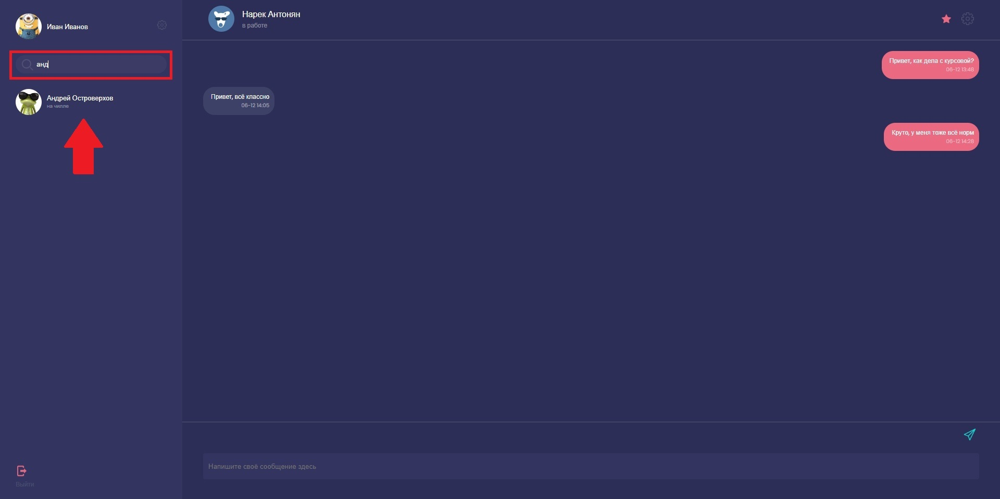 Иван Иванов
анд
Андрей Островерхов
на чилле
Выйти
Нарек Антонян
в работе
Привет, как дела с курсовой?
06-12 13:48
Привет, всё классно
06-12 14:05
Круто, у меня тоже всё норм
06-12 14:28
Напишите своё сообщение здесь